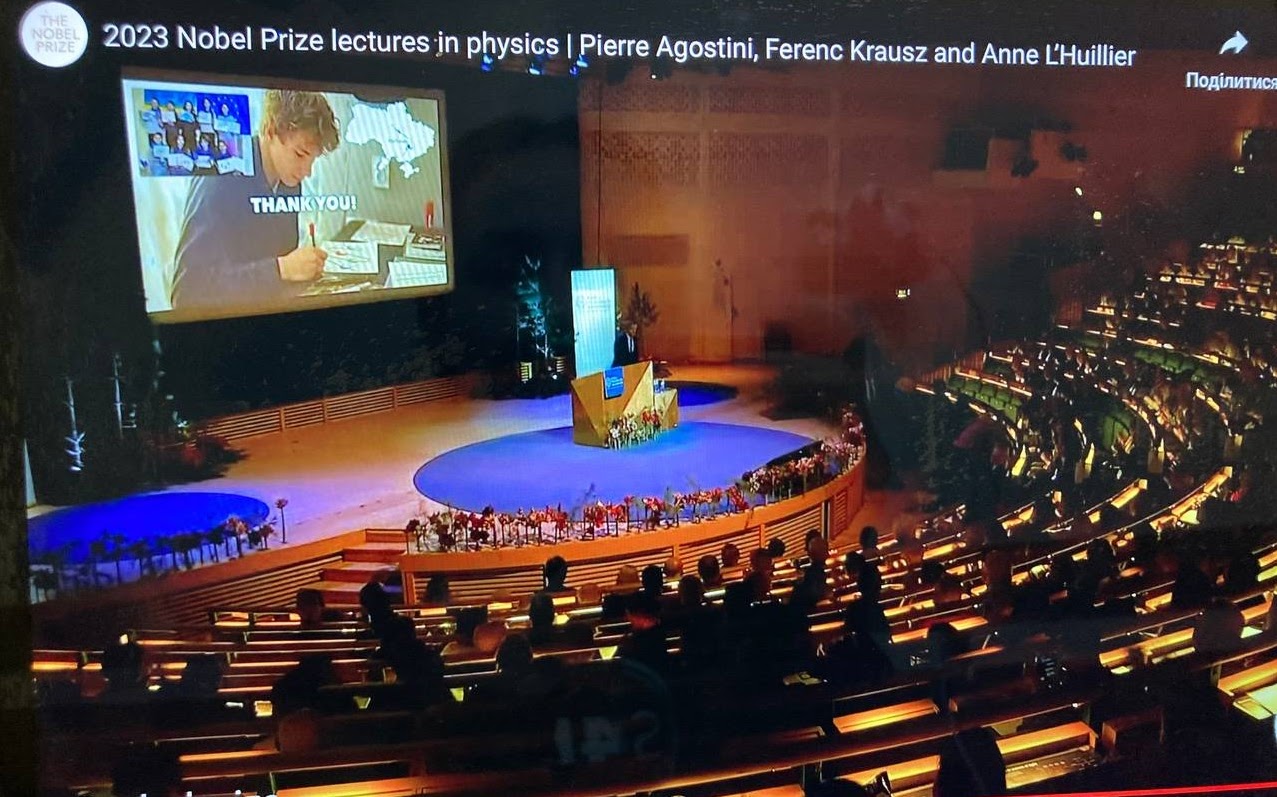 THE
NOBEL
PRIZE
2023 Nobel Prize lectures in physics | Pierre Agostini, Ferenc Krausz and Anne L'Huillier
Поділитися
THANK YOU!